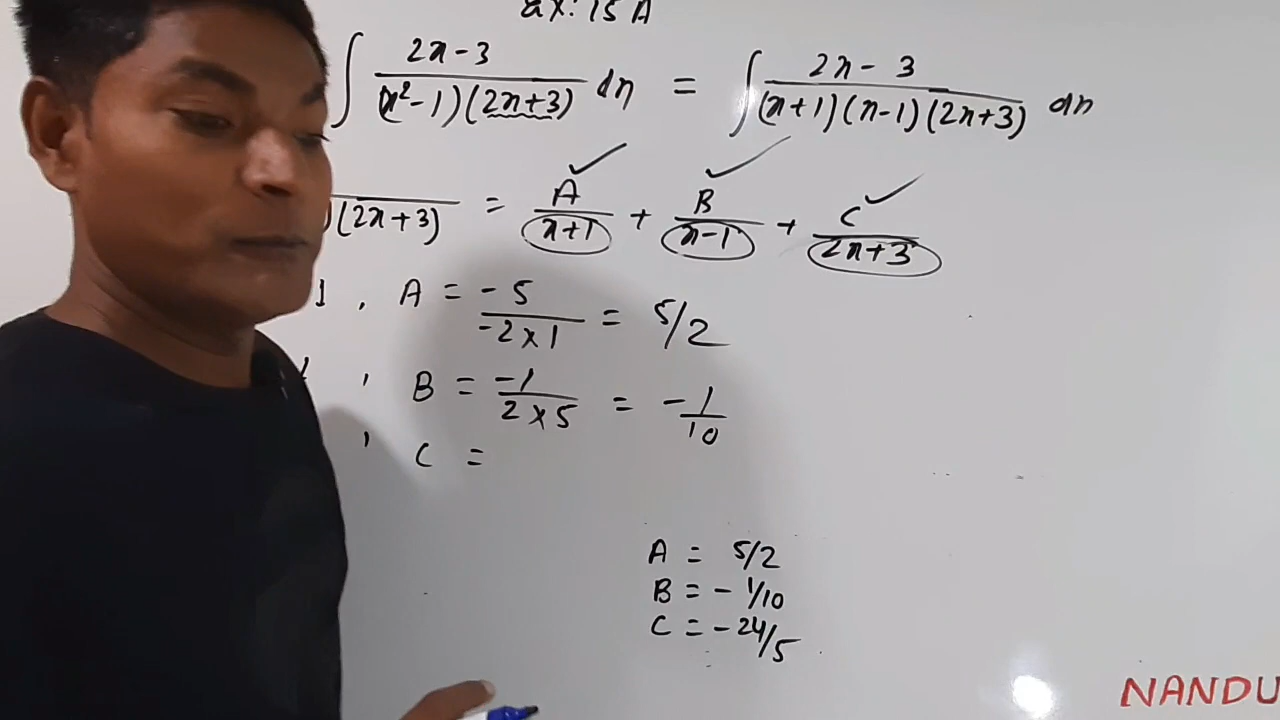 ex: 15 A
∫ 2x-3 / (x²-1)(2x+3) dx = ∫ 2x-3 / (x+1)(x-1)(2x+3) dx
)(2x+3) = A/(x+1) + B/(x-1) + C/(2x+3)
1, A = -5/(-2×1) = 5/2
, B = -1/(2×5) = -1/10
, C =
A = 5/2
B = -1/10
C = -24/5
NANDU